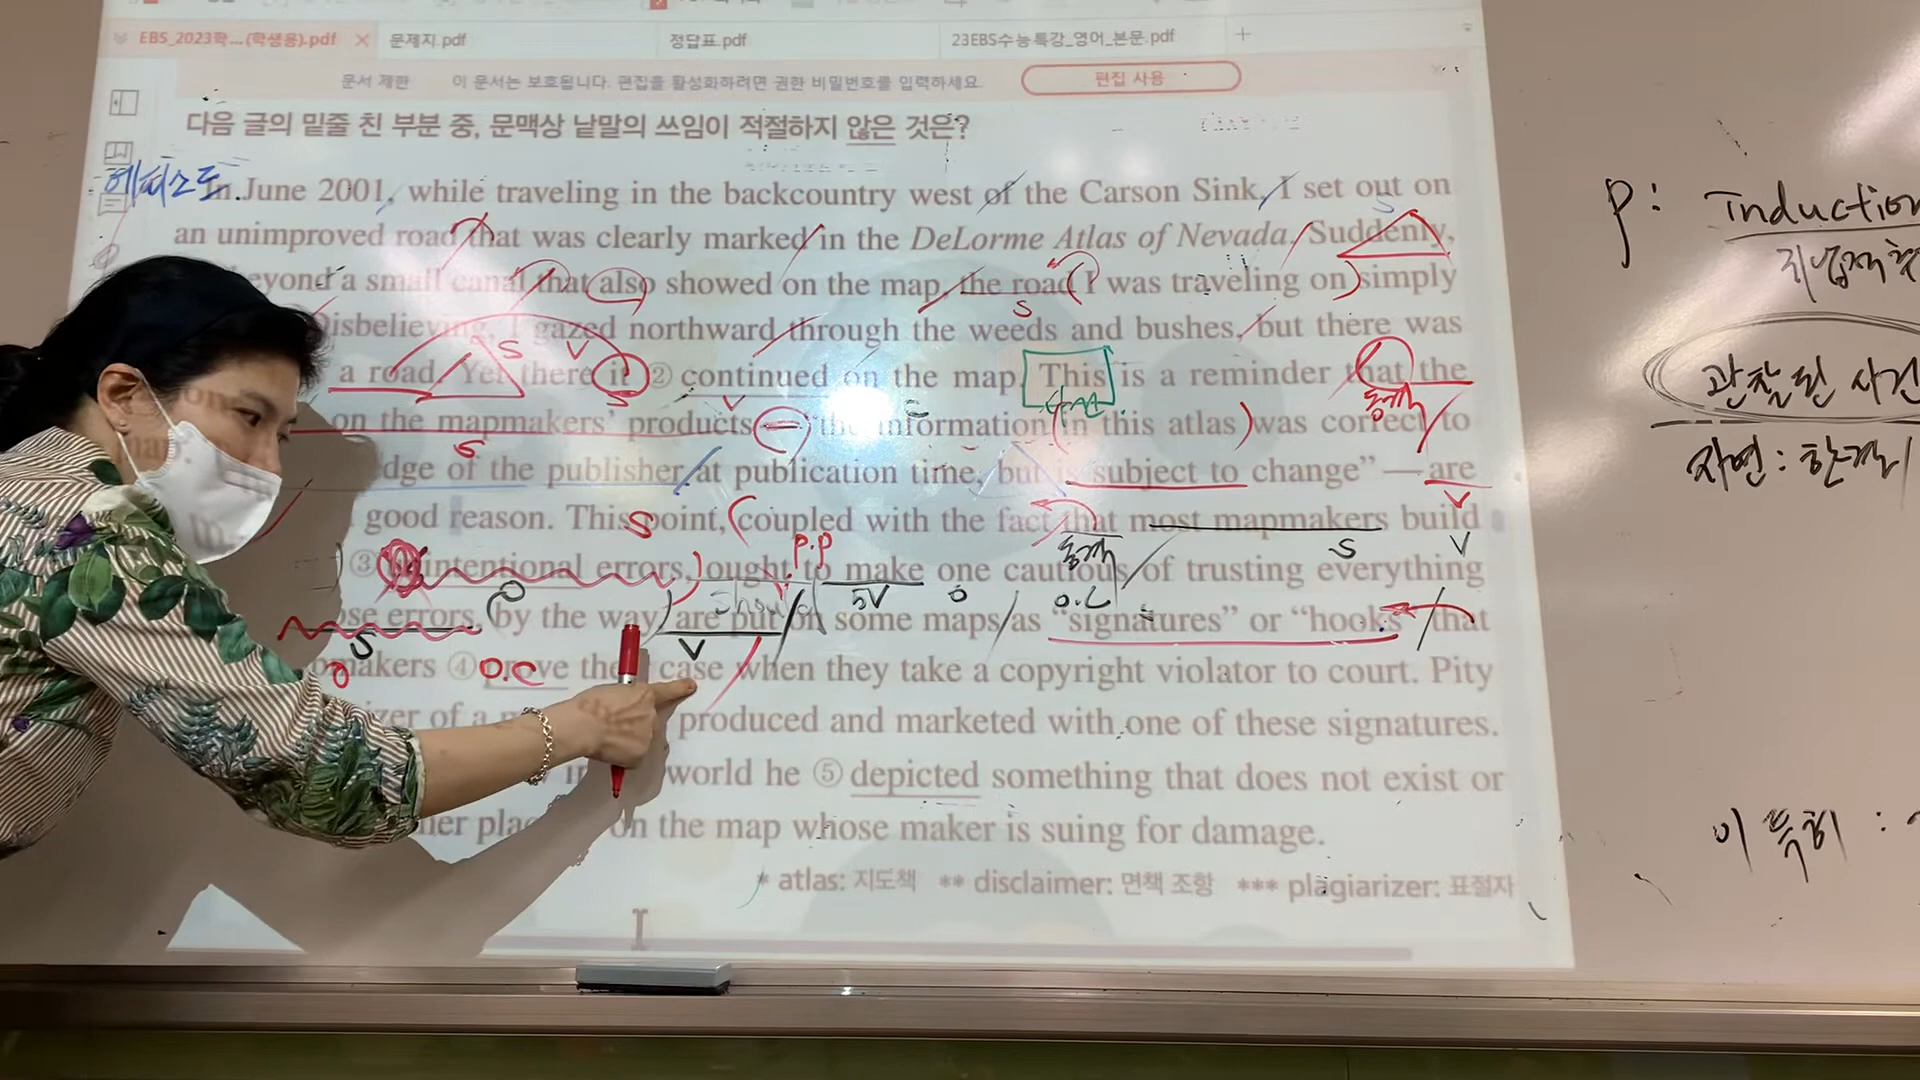 EBS_2023학...(학생용).pdf
문제지.pdf
정답표.pdf
23EBS수능특강_영어_본문.pdf
문서 제한 이 문서는 보호됩니다. 편집을 활성화하려면 권한 비밀번호를 입력하세요.
편집 사용
다음 글의 밑줄 친 부분 중, 문맥상 낱말의 쓰임이 적절하지 않은 것은?
에피소드
In June 2001, while traveling in the backcountry west of the Carson Sink, I set out on
an unimproved road that was clearly marked in the DeLorme Atlas of Nevada. Suddenly,
eyond a small canal that also showed on the map, the road I was traveling on simply
S
Disbelieving, I gazed northward through the weeds and bushes, but there was
S V
a road. Yet there it ② continued on the map. This is a reminder that the
S V
on the mapmakers' products — the information in this atlas was correct to
S
dge of the publisher at publication time, but is subject to change" — are
V
good reason. This point, coupled with the fact that most mapmakers build
S p.p 동격 S V
③ intentional errors, ought to make one cautious of trusting everything
O should 5V O O.C
ose errors, by the way, are put on some maps as "signatures" or "hooks" that
S V
O O.C
makers ④ prove their case when they take a copyright violator to court. Pity
izer of a produced and marketed with one of these signatures.
world he ⑤ depicted something that does not exist or
on the map whose maker is suing for damage.
* atlas: 지도책 ** disclaimer: 면책 조항 *** plagiarizer: 표절자
P: Induction
관찰된 사건
자연:
이 특히 :